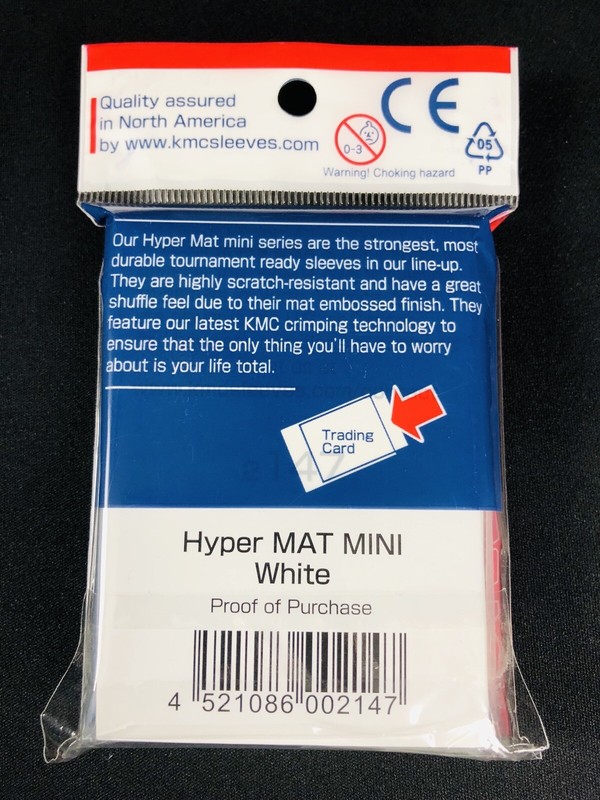 Quality assured
in North America
by www.kmcsleeves.com
CE
0-3
Warning! Choking hazard
05
PP
Our Hyper Mat mini series are the strongest, most
durable tournament ready sleeves in our line-up.
They are highly scratch-resistant and have a great
shuffle feel due to their mat embossed finish. They
feature our latest KMC crimping technology to
ensure that the only thing you'll have to worry
about is your life total.
Trading
Card
147
Hyper MAT MINI
White
Proof of Purchase
4 521086 002147